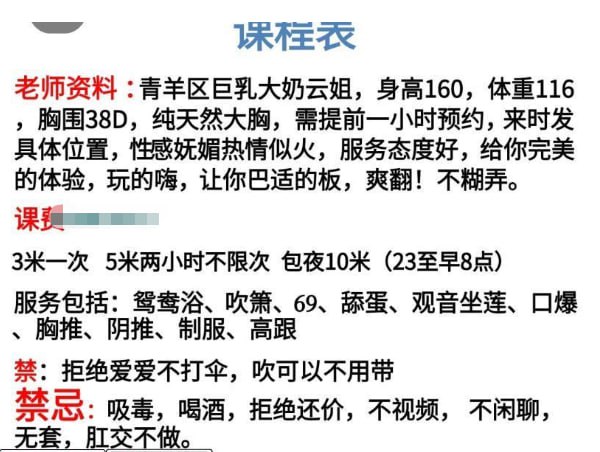 课程表
老师资料：青羊区巨乳大奶云姐，身高160，体重116
，胸围38D，纯天然大胸，需提前一小时预约，来时发
具体位置，性感妩媚热情似火，服务态度好，给你完美
的体验，玩的嗨，让你巴适的板，爽翻！不糊弄。
课费
3米一次 5米两小时不限次 包夜10米（23至早8点）
服务包括：鸳鸯浴、吹箫、69、舔蛋、观音坐莲、口爆
、胸推、阴推、制服、高跟
禁：拒绝爱爱不打伞，吹可以不用带
禁忌：吸毒，喝酒，拒绝还价，不视频， 不闲聊，
无套，肛交不做。